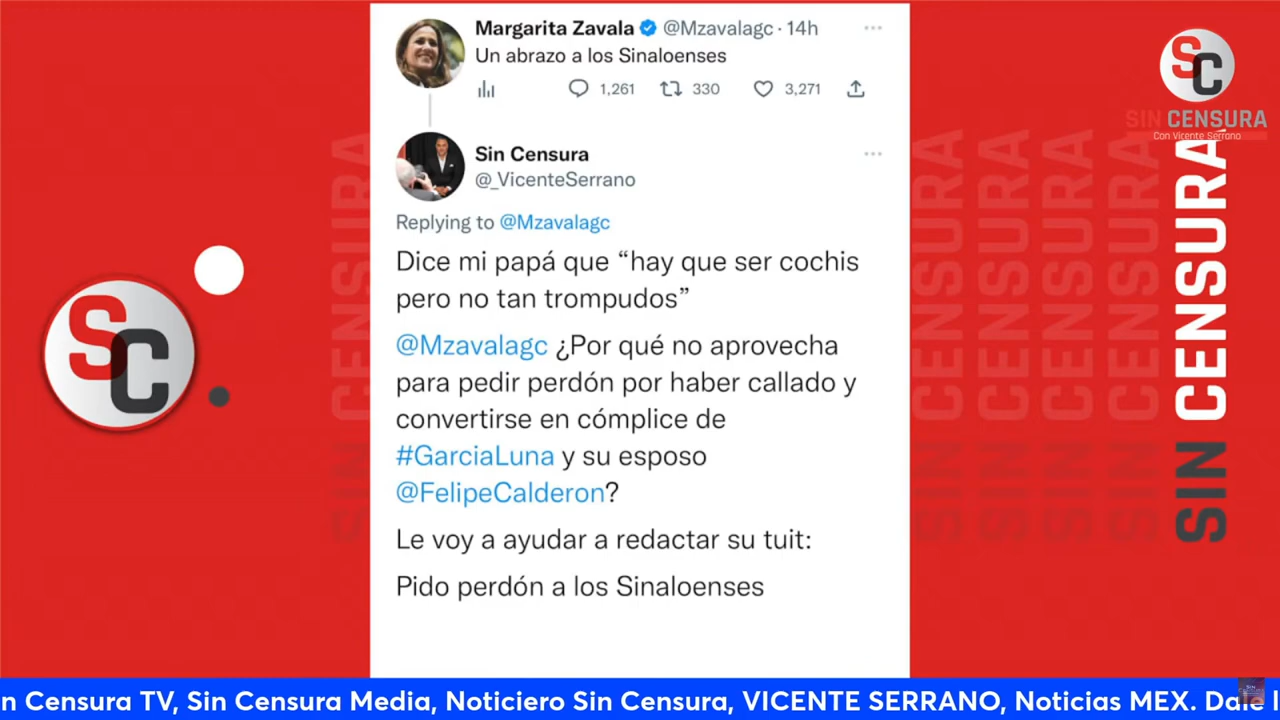 Margarita Zavala @Mzavalagc · 14h
Un abrazo a los Sinaloenses
1,261 330 3,271
Sin Censura
@_VicenteSerrano
Replying to @Mzavalagc
Dice mi papá que “hay que ser cochis
pero no tan trompudos”
@Mzavalagc ¿Por qué no aprovecha
para pedir perdón por haber callado y
convertirse en cómplice de
#GarciaLuna y su esposo
@FelipeCalderon?
Le voy a ayudar a redactar su tuit:
Pido perdón a los Sinaloenses
SC
SC
SIN CENSURA
Con Vicente Serrano
SIN CENSURA
n Censura TV, Sin Censura Media, Noticiero Sin Censura, VICENTE SERRANO, Noticias MEX.